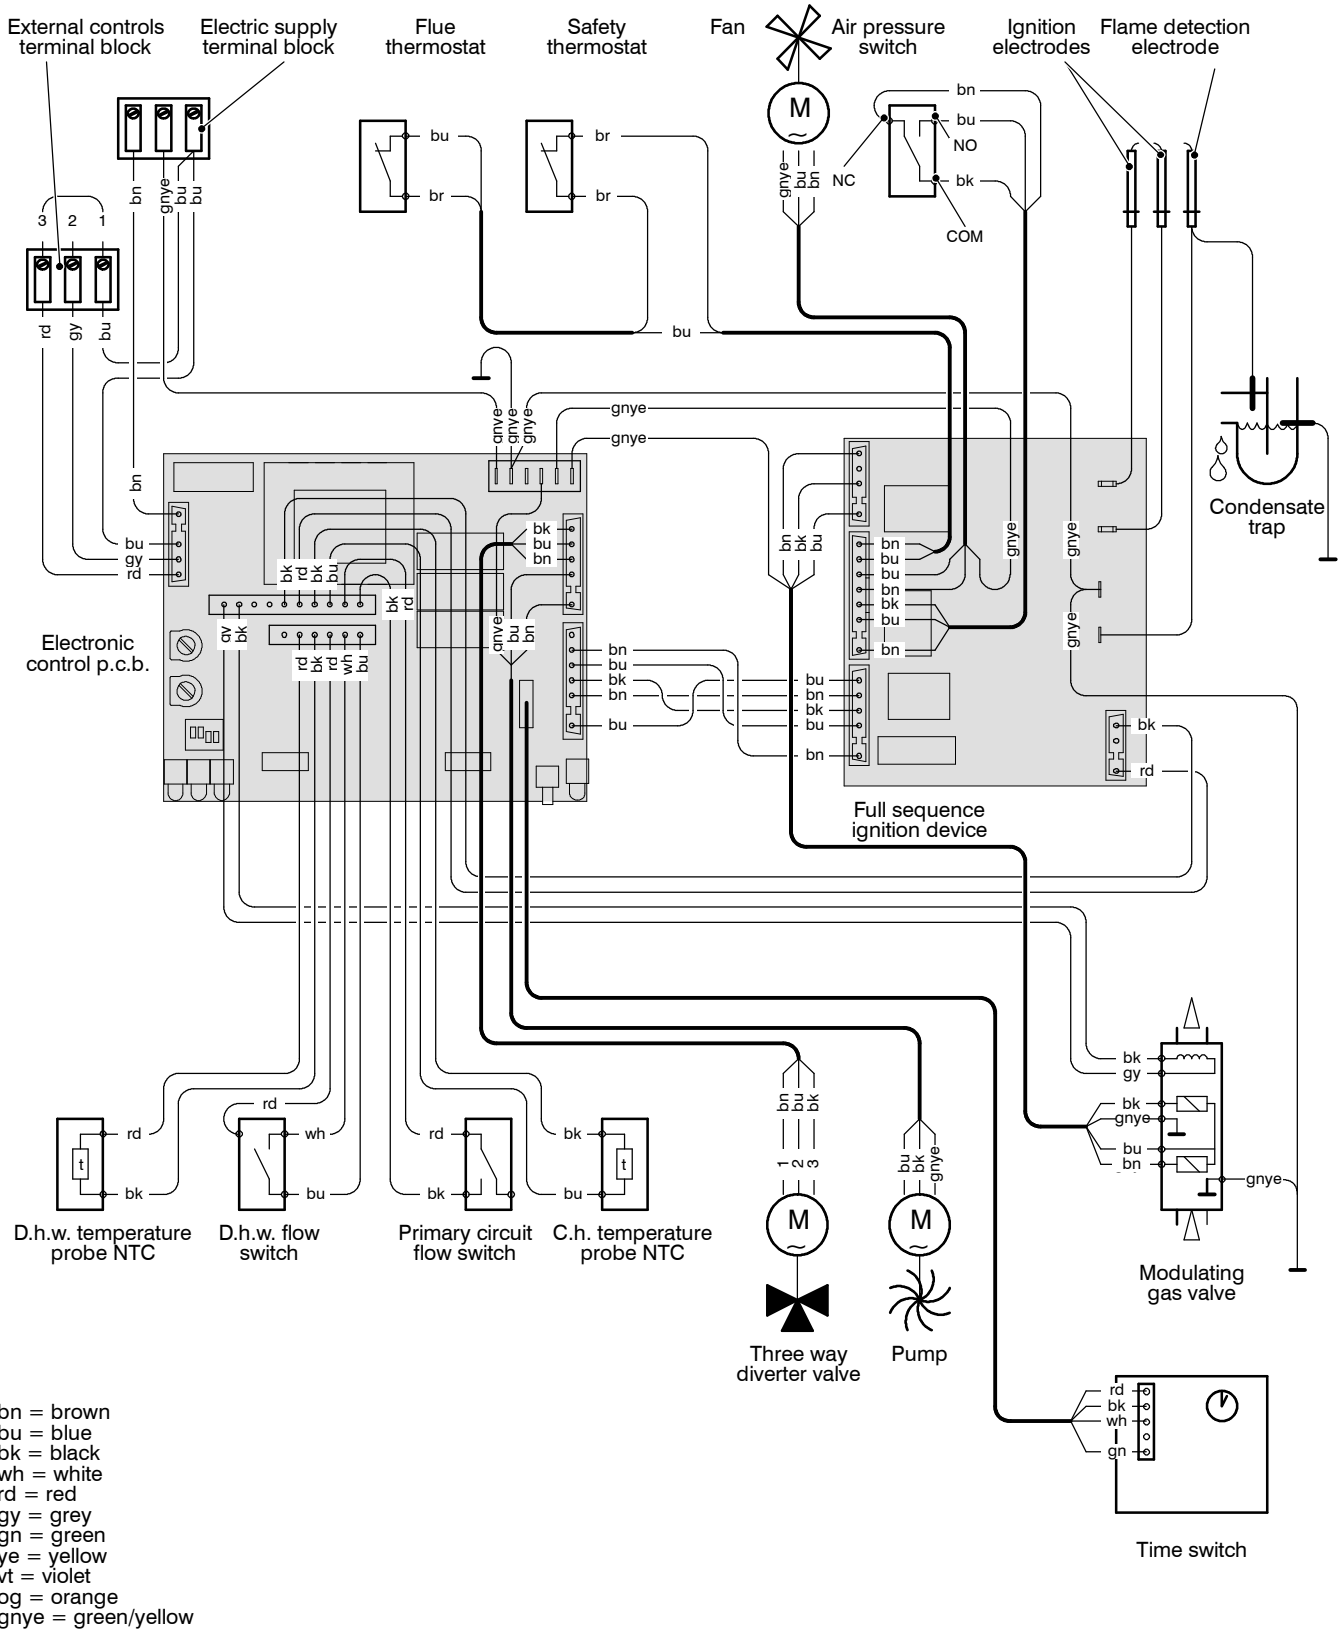 External controls
terminal block
Electric supply
terminal block
Flue
thermostat
Safety
thermostat
Fan
Air pressure
switch
Ignition
electrodes
Flame detection
electrode
M
bn
bu
NO
NC
bk
COM
bu
br
br
br
gnye
bu
bn
bn
gnye
bu
bu
3
2
1
rd
gy
bu
bu
gnye
gnye
gnye
gnye
gnye
Condensate
trap
bn
bu
gy
rd
bk
rd
bk
bu
bk
rd
bk
bu
bn
bn
bk
bu
bn
bu
bu
bn
bk
bu
bn
gnye
gnye
gnye
Electronic
control p.c.b.
bk
rd
bk
rd
wh
bu
gnye
bu
bn
bn
bu
bk
bn
bu
bu
bn
bk
bu
bn
bk
rd
Full sequence
ignition device
bk
gy
bk
gnye
bu
bn
gnye
rd
rd
bk
wh
bu
rd
bk
bk
bu
t
t
bn
bu
bk
1
2
3
bu
bk
gnye
M
M
D.h.w. temperature
probe NTC
D.h.w. flow
switch
Primary circuit
flow switch
C.h. temperature
probe NTC
Modulating
gas valve
Three way
diverter valve
Pump
rd
bk
wh
gn
Time switch
bn = brown
bu = blue
bk = black
wh = white
rd = red
gy = grey
gn = green
ye = yellow
vt = violet
og = orange
gnye = green/yellow